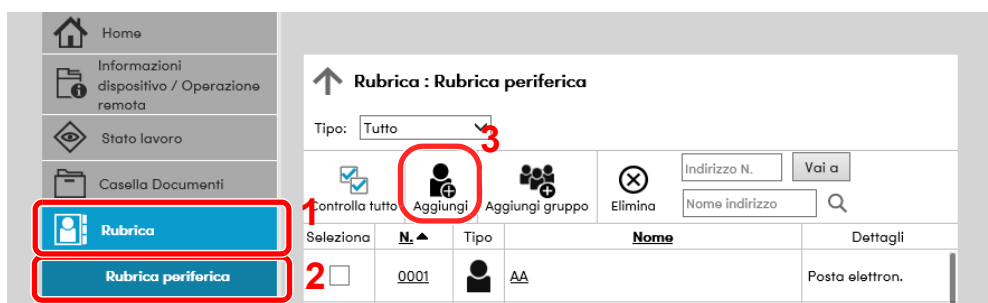 Home
Informazioni
dispositivo / Operazione
remota
Stato lavoro
Casella Documenti
1
Rubrica
2
Rubrica periferica
Rubrica : Rubrica periferica
Tipo: Tutto
3
Controlla tutto
Aggiungi
Aggiungi gruppo
Elimina
Indirizzo N.
Vai a
Nome indirizzo
Seleziona N. Tipo Nome Dettagli
0001 AA Posta elettron.